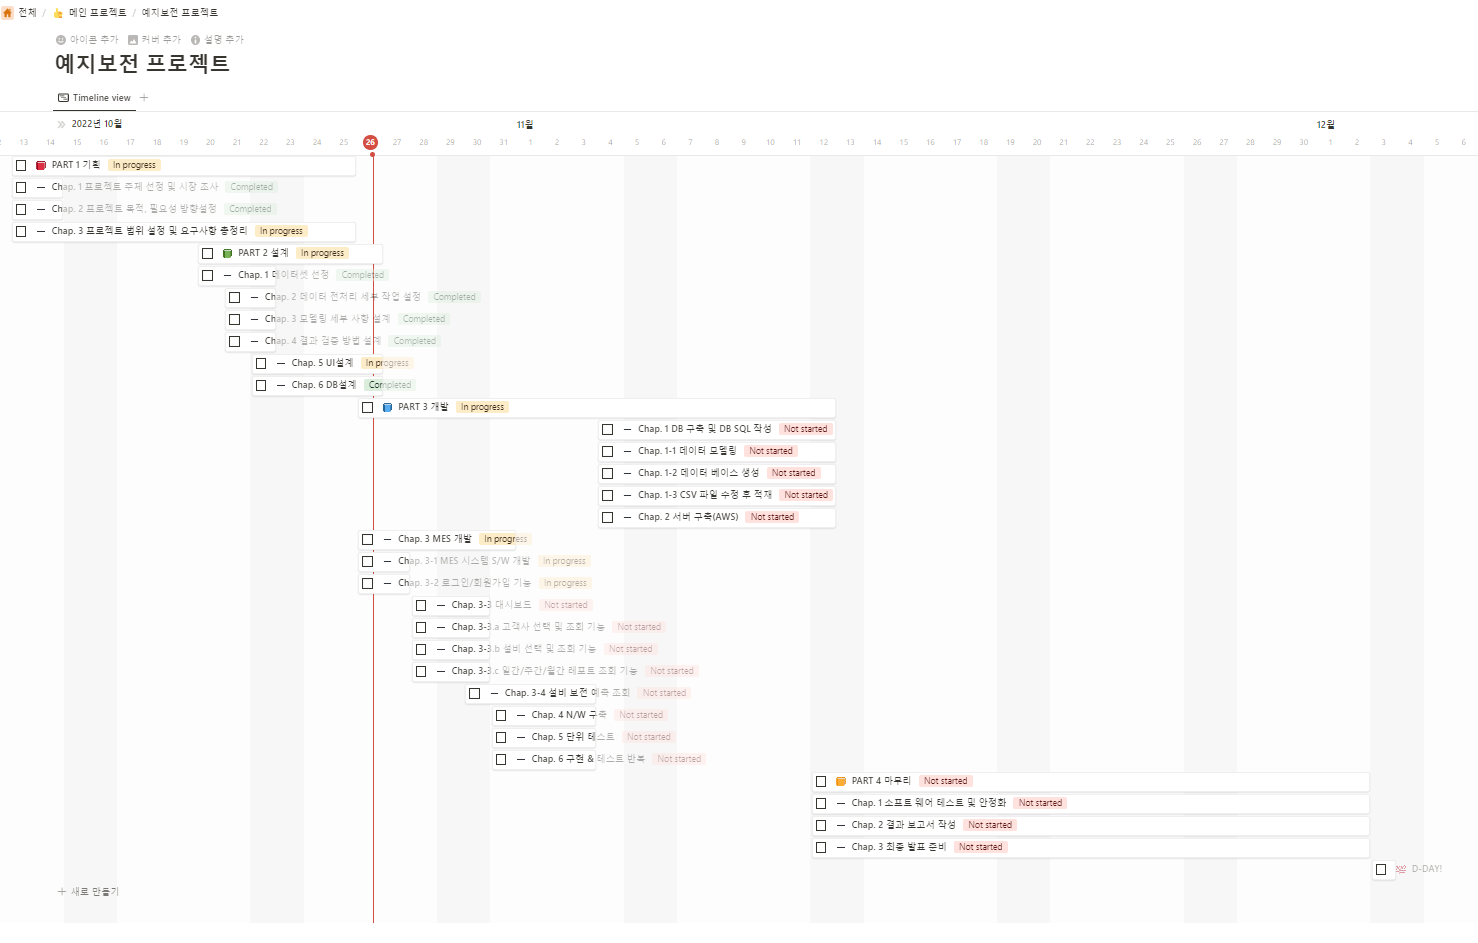 전체 / 메인 프로젝트 / 예지보전 프로젝트
아이콘 추가 커버 추가 설명 추가
예지보전 프로젝트
Timeline view
2022년 10월 11월 12월
13 14 15 16 17 18 19 20 21 22 23 24 25 26 27 28 29 30 31 1 2 3 4 5 6 7 8 9 10 11 12 13 14 15 16 17 18 19 20 21 22 23 24 25 26 27 28 29 30 1 2 3 4 5 6
PART 1 기획 In progress
Chap. 1 프로젝트 주제 선정 및 시장 조사 Completed
Chap. 2 프로젝트 목적, 필요성 방향설정 Completed
Chap. 3 프로젝트 범위 설정 및 요구사항 총정리 In progress
PART 2 설계 In progress
Chap. 1 데이터셋 선정 Completed
Chap. 2 데이터 전처리 세부 작업 설정 Completed
Chap. 3 모델링 세부 사항 설계 Completed
Chap. 4 결과 검증 방법 설계 Completed
Chap. 5 UI설계 In progress
Chap. 6 DB설계 Completed
PART 3 개발 In progress
Chap. 1 DB 구축 및 DB SQL 작성 Not started
Chap. 1-1 데이터 모델링 Not started
Chap. 1-2 데이터 베이스 생성 Not started
Chap. 1-3 CSV 파일 수정 후 적재 Not started
Chap. 2 서버 구축(AWS) Not started
Chap. 3 MES 개발 In progress
Chap. 3-1 MES 시스템 S/W 개발 In progress
Chap. 3-2 로그인/회원가입 기능 In progress
Chap. 3-3 대시보드 Not started
Chap. 3-3.a 고객사 선택 및 조회 기능 Not started
Chap. 3-3.b 설비 선택 및 조회 기능 Not started
Chap. 3-3.c 일간/주간/월간 레포트 조회 기능 Not started
Chap. 3-4 설비 보전 예측 조회 Not started
Chap. 4 N/W 구축 Not started
Chap. 5 단위 테스트 Not started
Chap. 6 구현 & 테스트 반복 Not started
PART 4 마무리 Not started
Chap. 1 소프트 웨어 테스트 및 안정화 Not started
Chap. 2 결과 보고서 작성 Not started
Chap. 3 최종 발표 준비 Not started
D-DAY!
새로 만들기